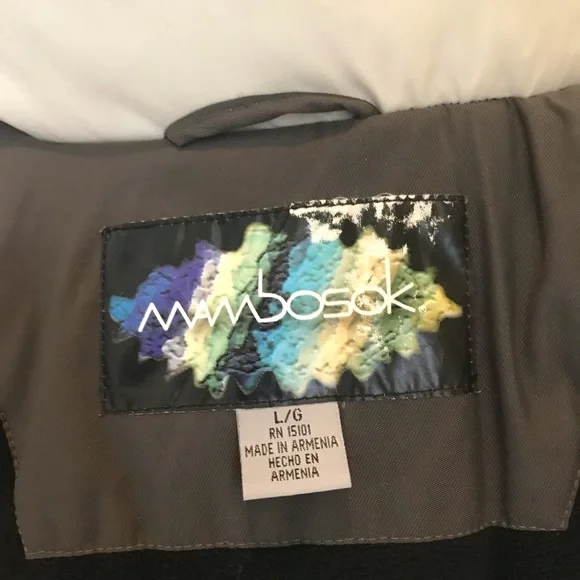 mambosok
L/G
RN 15101
MADE IN ARMENIA
HECHO EN
ARMENIA